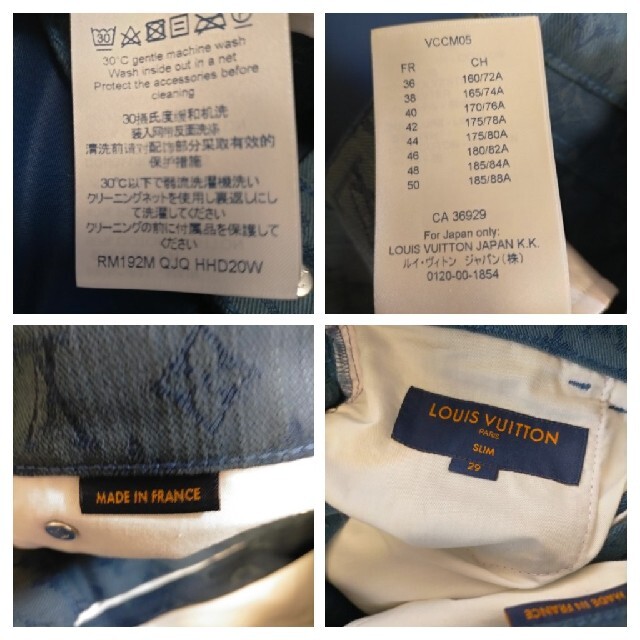 30°C gentle machine wash
Wash inside out in a net
Protect the accessories before
cleaning
30摄氏度缓和机洗
装入网附反面洗涤
清洗前请对配饰部分采取有效的
保护措施
30℃以下で弱流洗濯機洗い
クリーニングネットを使用し裏返しにし
て洗濯してください
クリーニングの前に付属品を保護して
ください
RM192M QJQ HHD20W
VCCM05
FR CH
36 160/72A
38 165/74A
40 170/76A
42 175/78A
44 175/80A
46 180/82A
48 185/84A
50 185/88A
CA 36929
For Japan only:
LOUIS VUITTON JAPAN K.K.
ルイ・ヴィトン ジャパン(株)
0120-00-1854
MADE IN FRANCE
LOUIS VUITTON
PARIS
SLIM
29
MADE IN FRANCE